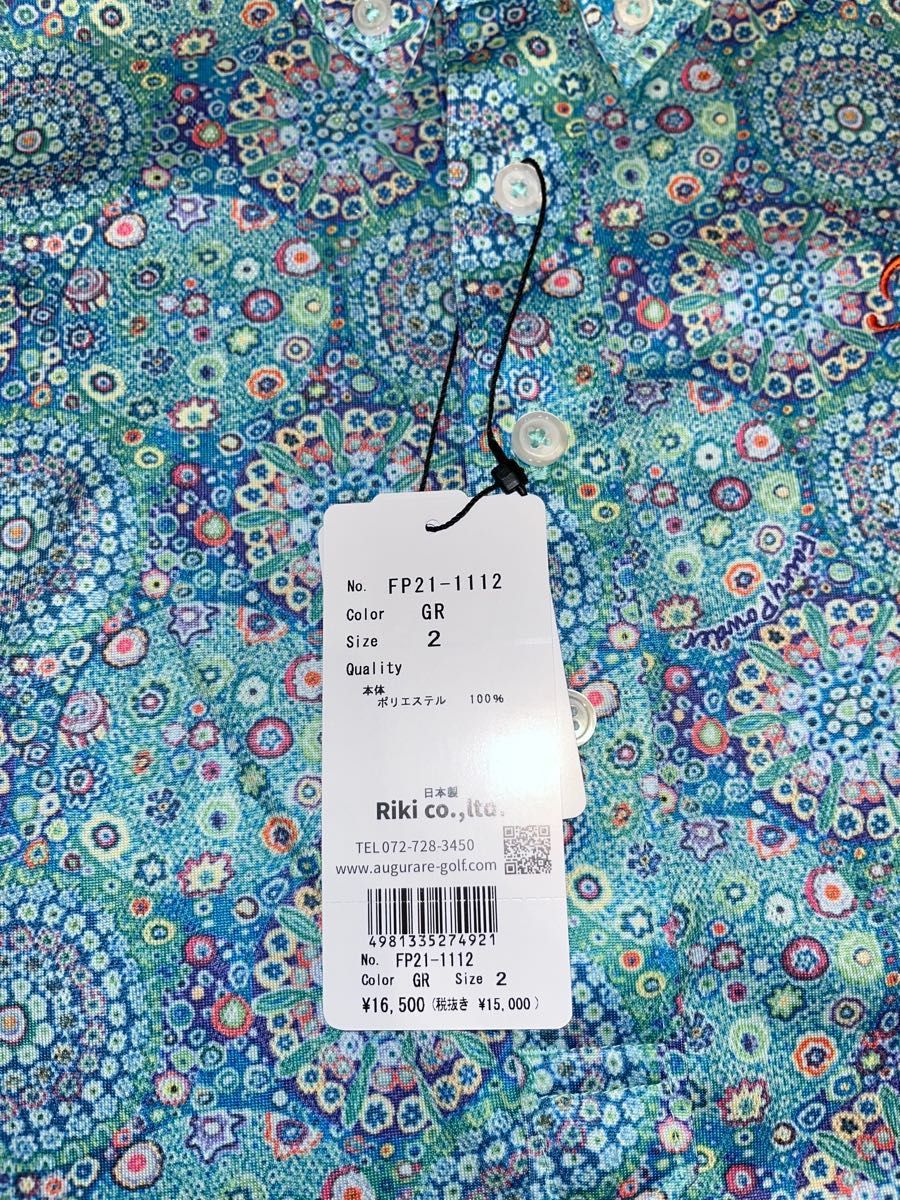 Fairy Powder
No. FP21-1112
Color GR
Size 2
Quality
本体
ポリエステル 100%
日本製
Riki co.,ltd.
TEL 072-728-3450
www.augurare-golf.com
4981335274921
No. FP21-1112
Color GR Size 2
¥16,500 (税抜き ¥15,000)